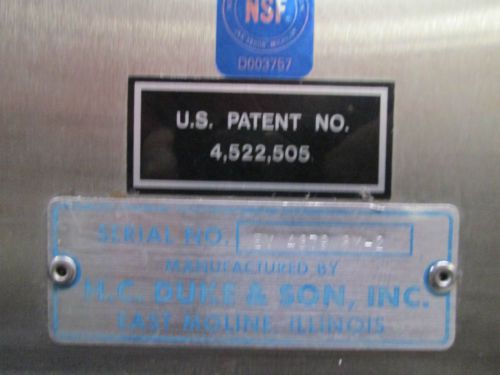 NSF
D003757
U.S. PATENT NO.
4,522,505
SERIAL NO.
MANUFACTURED BY
H.C. DUKE & SON, INC.
EAST MOLINE ILLINOIS